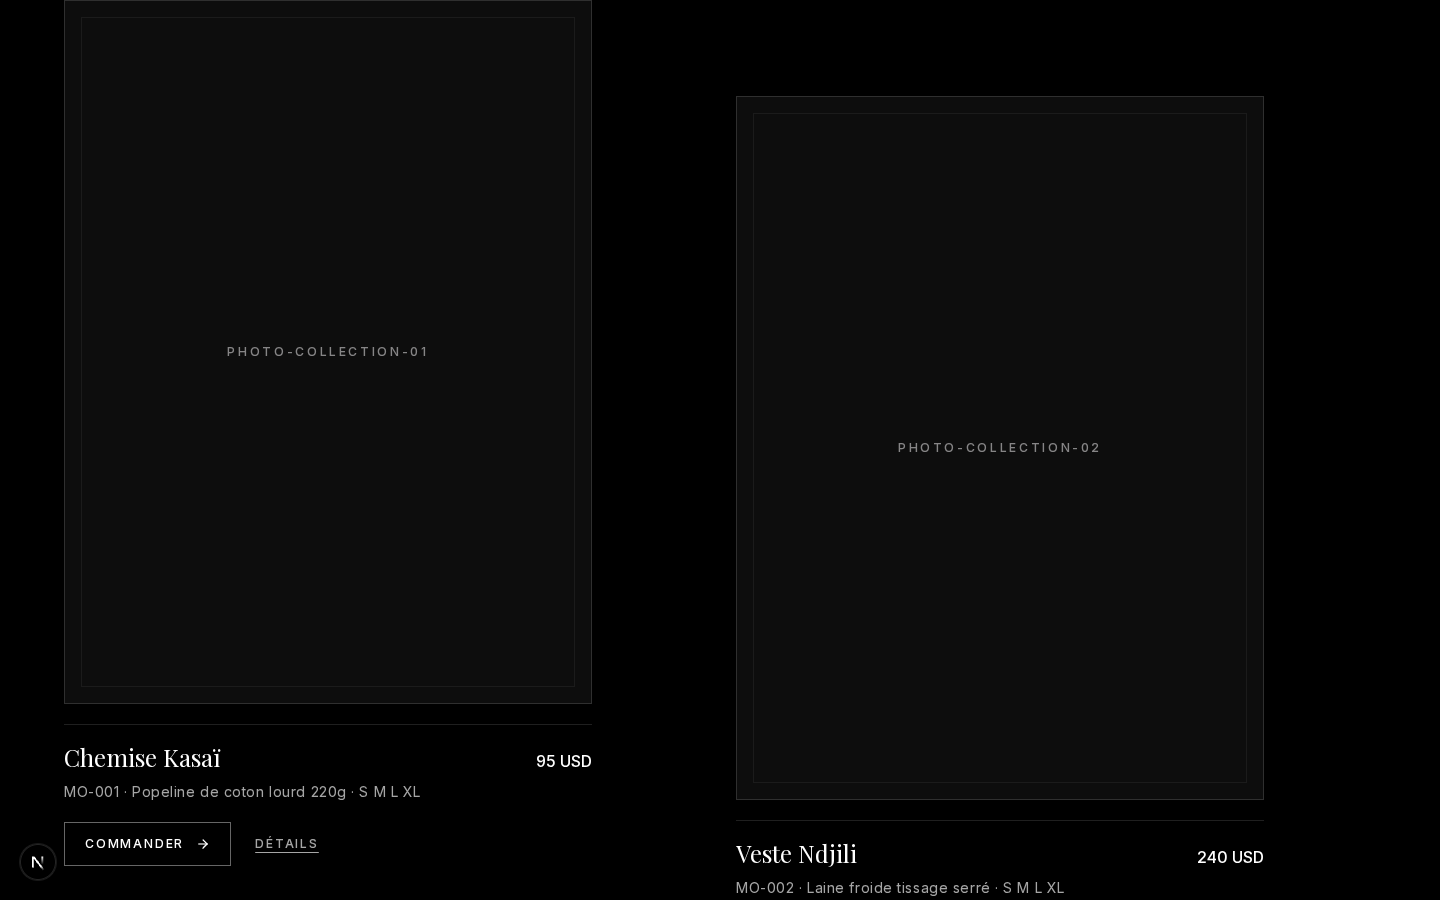 PHOTO-COLLECTION-01
Chemise Kasaï
95 USD
MO-001 · Popeline de coton lourd 220g · S M L XL
COMMANDER →
DÉTAILS
N
PHOTO-COLLECTION-02
Veste Ndjili
240 USD
MO-002 · Laine froide tissage serré · S M L XL